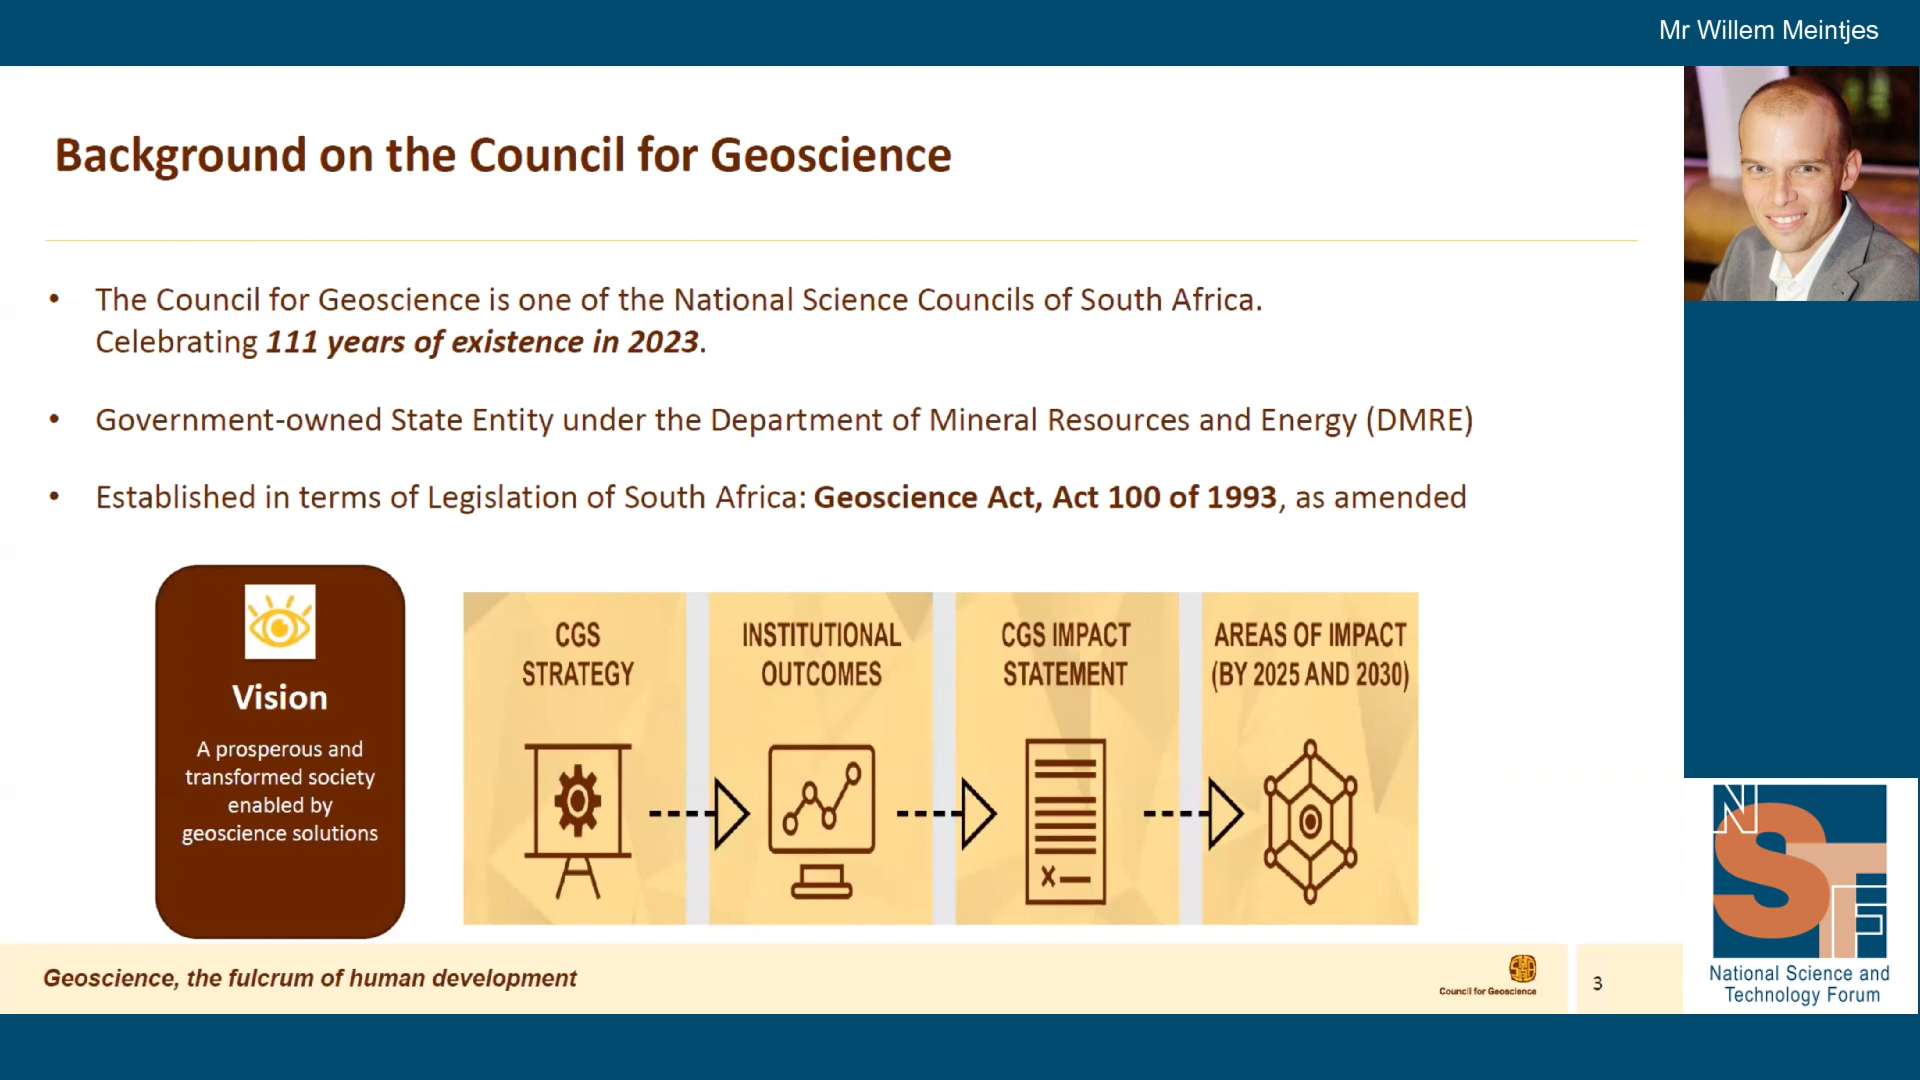 Mr Willem Meintjes
Background on the Council for Geoscience
• The Council for Geoscience is one of the National Science Councils of South Africa.
Celebrating 111 years of existence in 2023.
• Government-owned State Entity under the Department of Mineral Resources and Energy (DMRE)
• Established in terms of Legislation of South Africa: Geoscience Act, Act 100 of 1993, as amended
Vision
A prosperous and
transformed society
enabled by
geoscience solutions
CGS
STRATEGY
INSTITUTIONAL
OUTCOMES
CGS IMPACT
STATEMENT
AREAS OF IMPACT
(BY 2025 AND 2030)
Geoscience, the fulcrum of human development
Council for Geoscience
3
NSTF
National Science and
Technology Forum